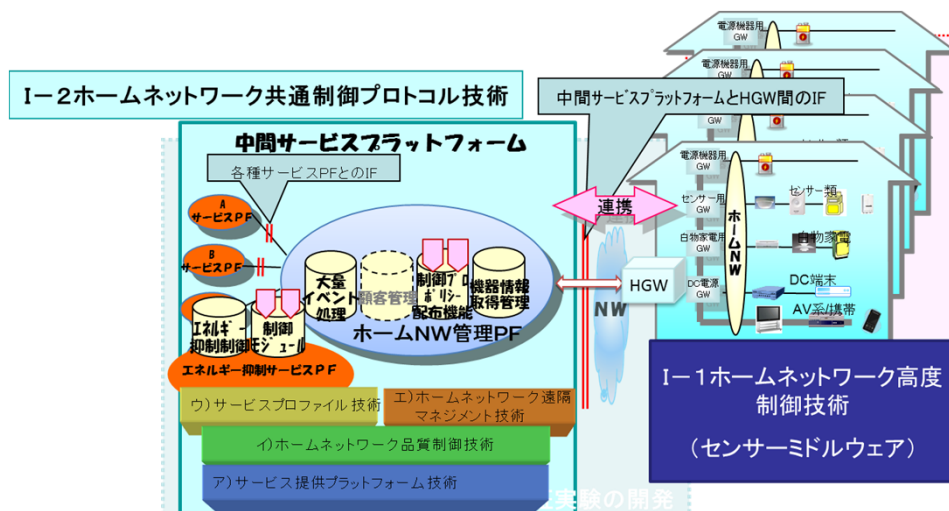 電源機器用
GW
電源機器用
GW
GW
電源機器用
GW
I－2ホームネットワーク共通制御プロトコル技術
中間サービスプラットフォームとHGW間のIF
中間サービスプラットフォーム
各種サービスPFとのIF
A
サービスPF
B
サービスPF
大量
イベント
処理
顧客管理
制御プロ
ポリシー
配布機能
機器情報
取得管理
ホームNW管理PF
エネルギー
抑制制御
制御
モジュール
エネルギー抑制サービスPF
連携
NW
HGW
ホームNW
センサー用
GW
センサー類
白物家電用
GW
白物家電
DC電源
GW
DC端末
AV系/携帯
ウ）サービスプロファイル技術
エ）ホームネットワーク遠隔
マネジメント技術
イ）ホームネットワーク品質制御技術
ア）サービス提供プラットフォーム技術
I－1ホームネットワーク高度
制御技術
（センサーミドルウェア）
実験の開発